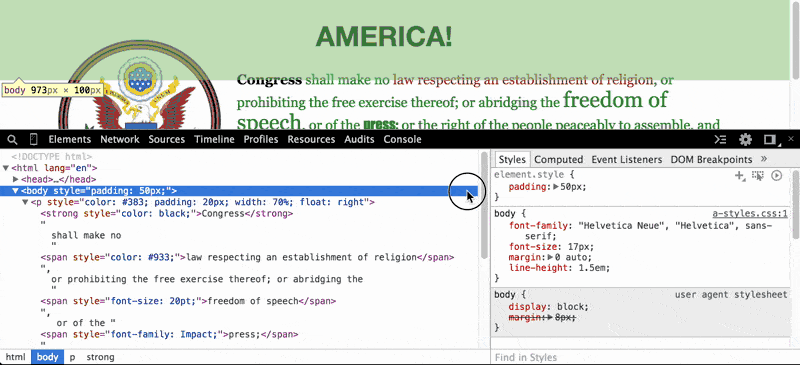 AMERICA!
Congress shall make no law respecting an establishment of religion, or
prohibiting the free exercise thereof; or abridging the freedom of
speech, or of the press; or the right of the people peaceably to assemble, and
body 973px × 100px
Elements Network Sources Timeline Profiles Resources Audits Console
<!DOCTYPE html>
<html lang="en">
<head>…</head>
<body style="padding: 50px;">
<p style="color: #383; padding: 20px; width: 70%; float: right">
<strong style="color: black;">Congress</strong>
"
shall make no
"
<span style="color: #933;">law respecting an establishment of religion</span>
",
or prohibiting the free exercise thereof; or abridging the
"
<span style="font-size: 20pt;">freedom of speech</span>
",
or of the "
<span style="font-family: Impact;">press;</span>
html body p strong
Styles Computed Event Listeners DOM Breakpoints »
element.style {
padding: 50px;
}
body { a-styles.css:1
font-family: "Helvetica Neue", "Helvetica", sans-
serif;
font-size: 17px;
margin: 0 auto;
line-height: 1.5em;
}
body { user agent stylesheet
display: block;
margin: 8px;
}
Find in Styles